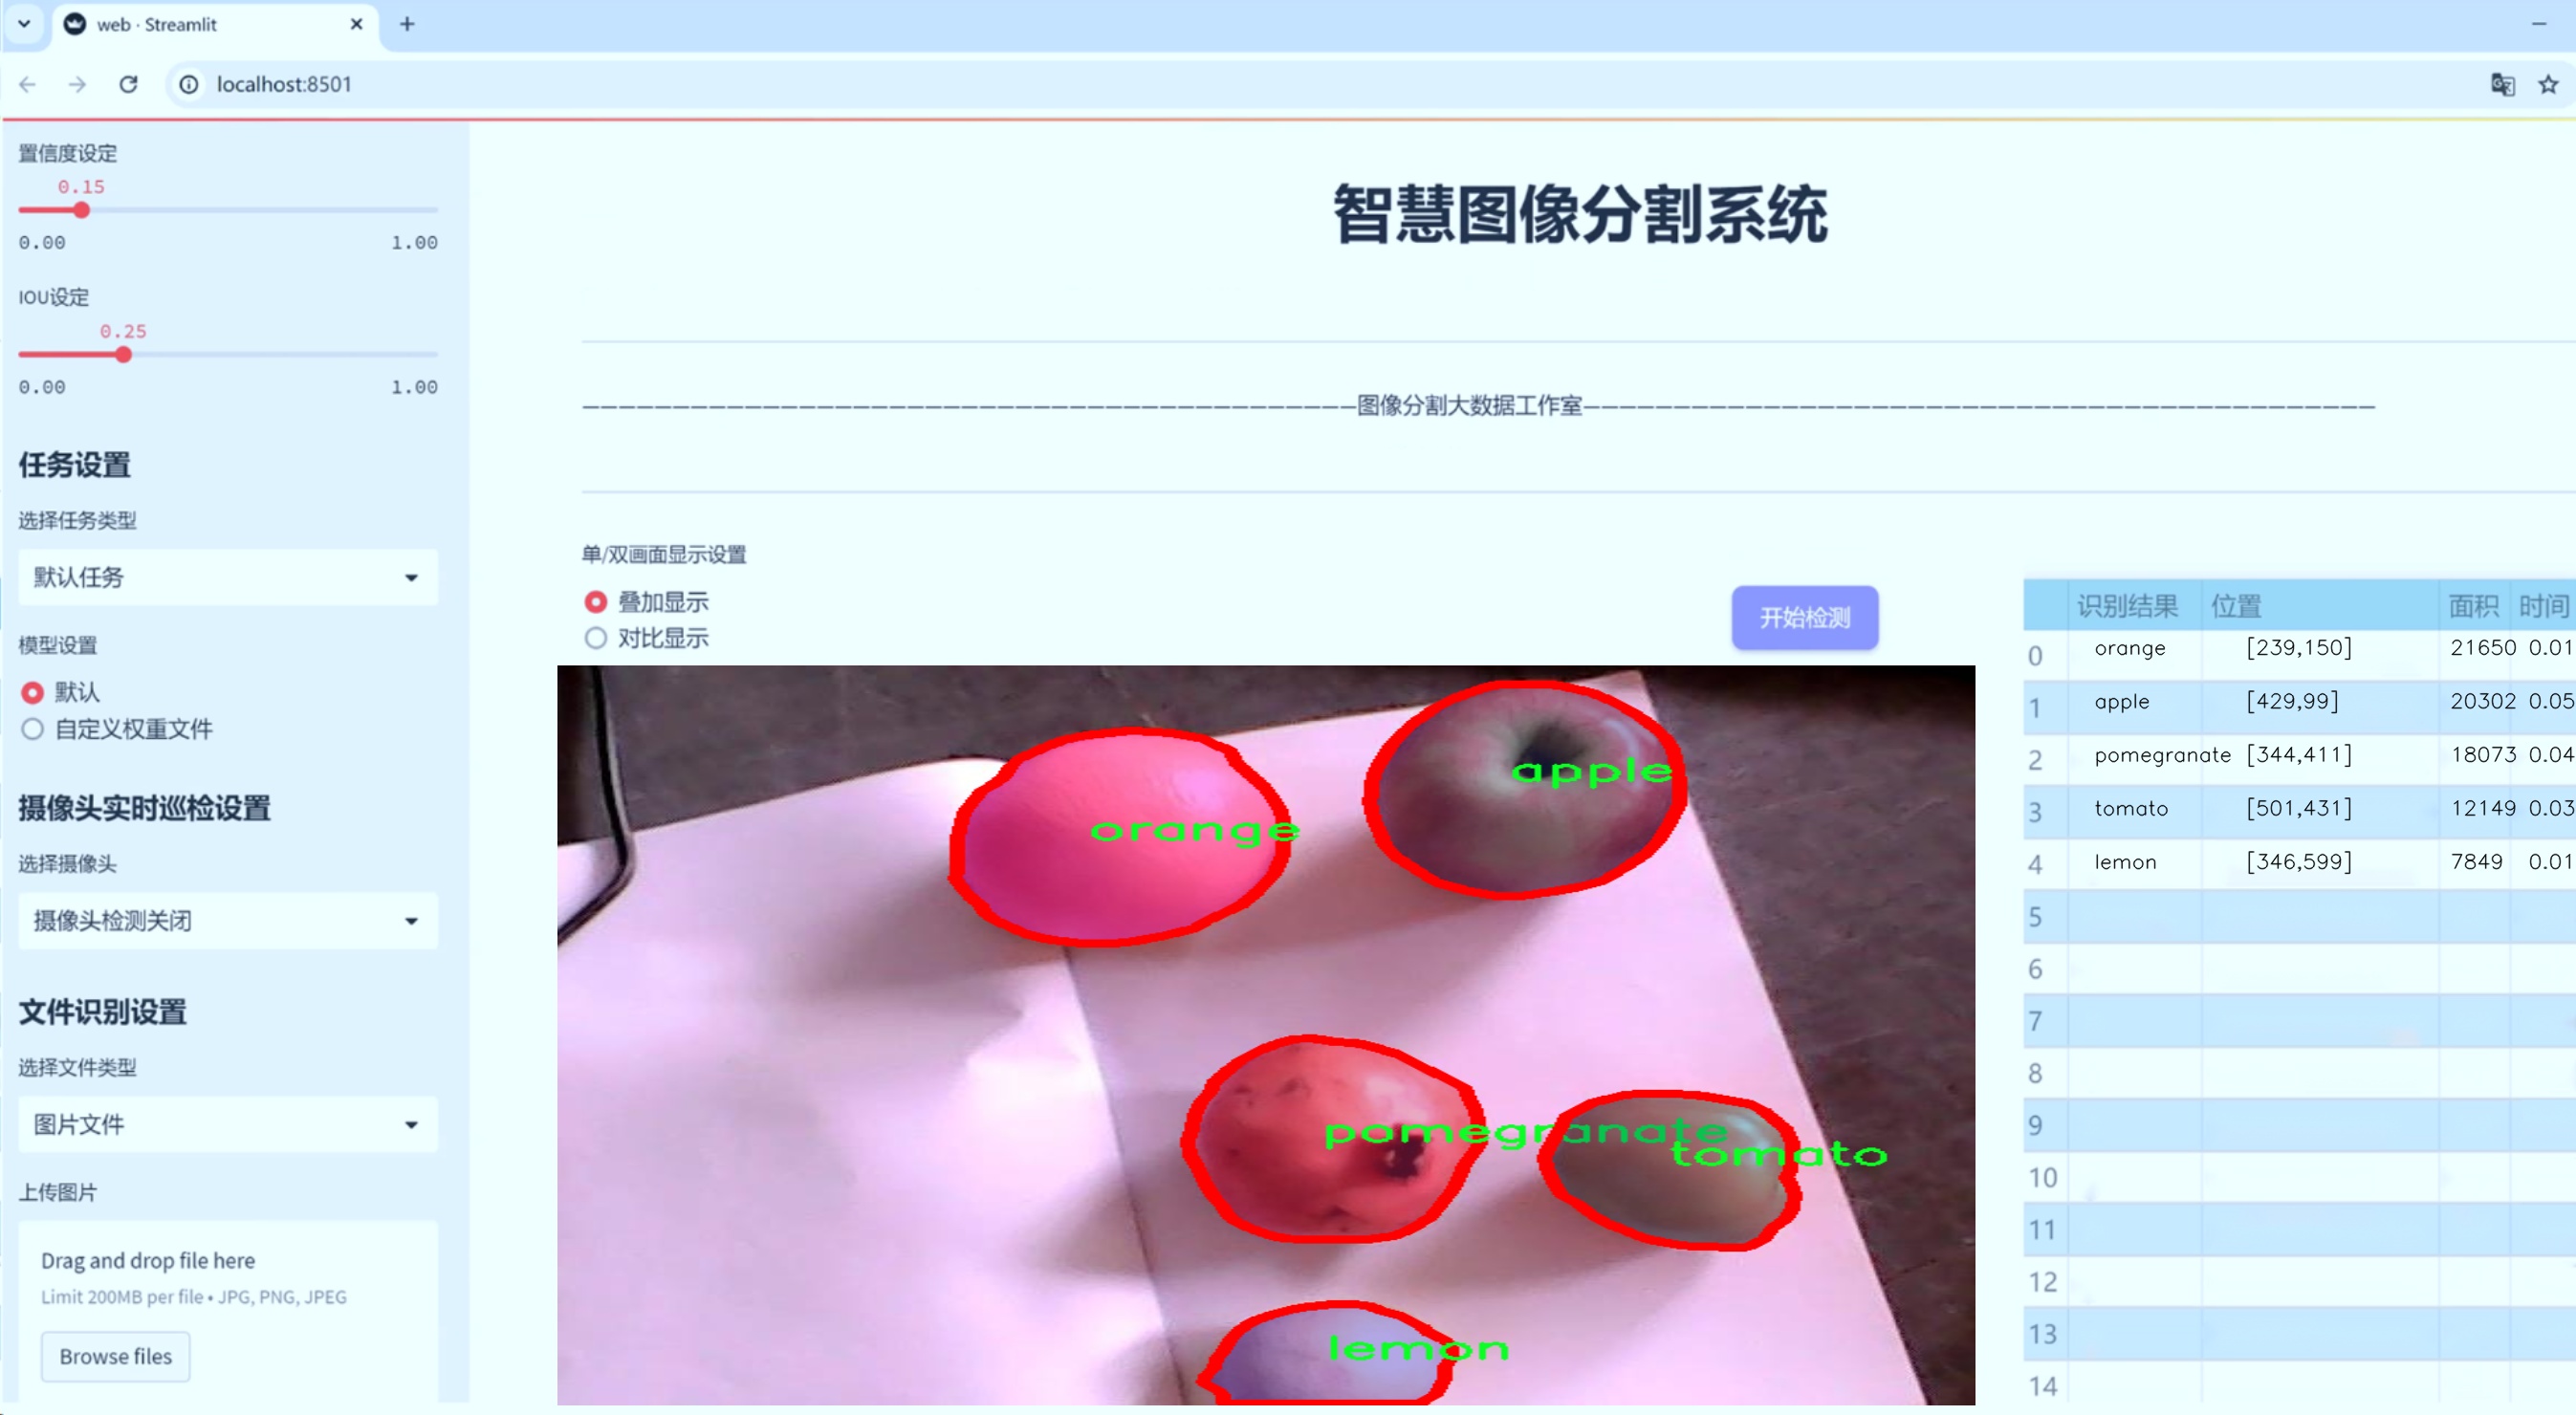 web · Streamlit
localhost:8501
置信度设定
0.15
0.00 1.00
IOU设定
0.25
0.00 1.00
任务设置
选择任务类型
默认任务
模型设置
默认
自定义权重文件
摄像头实时巡检设置
选择摄像头
摄像头检测关闭
文件识别设置
选择文件类型
图片文件
上传图片
Drag and drop file here
Limit 200MB per file • JPG, PNG, JPEG
Browse files
智慧图像分割系统
图像分割大数据工作室
单/双画面显示设置
叠加显示
对比显示
开始检测
orange
apple
pomegranate
tomato
lemon
识别结果 位置 面积 时间
0 orange [239,150] 21650 0.01
1 apple [429,99] 20302 0.05
2 pomegranate [344,411] 18073 0.04
3 tomato [501,431] 12149 0.03
4 lemon [346,599] 7849 0.01
5
6
7
8
9
10
11
12
13
14